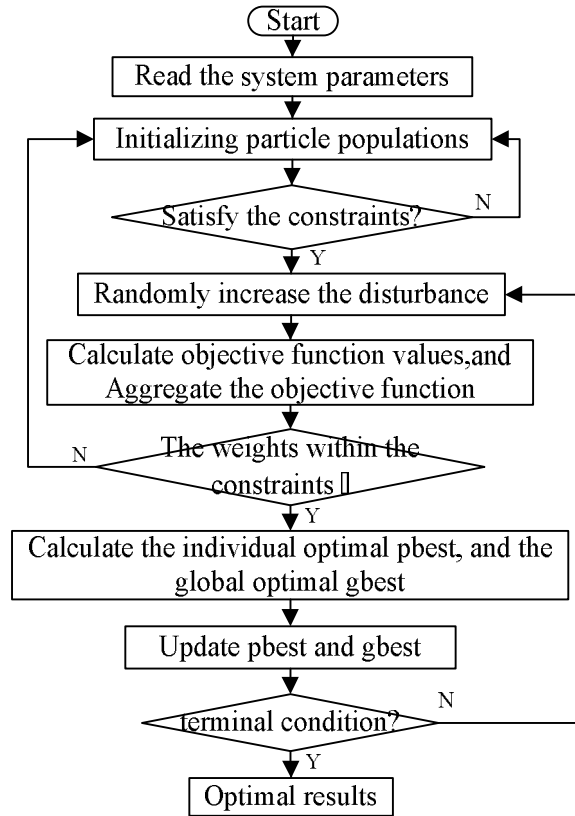 Start
Read the system parameters
Initializing particle populations
Satisfy the constraints?
N
Y
Randomly increase the disturbance
Calculate objective function values,and
Aggregate the objective function
N
The weights within the
constraints
Y
Calculate the individual optimal pbest, and the
global optimal gbest
Update pbest and gbest
terminal condition?
N
Y
Optimal results